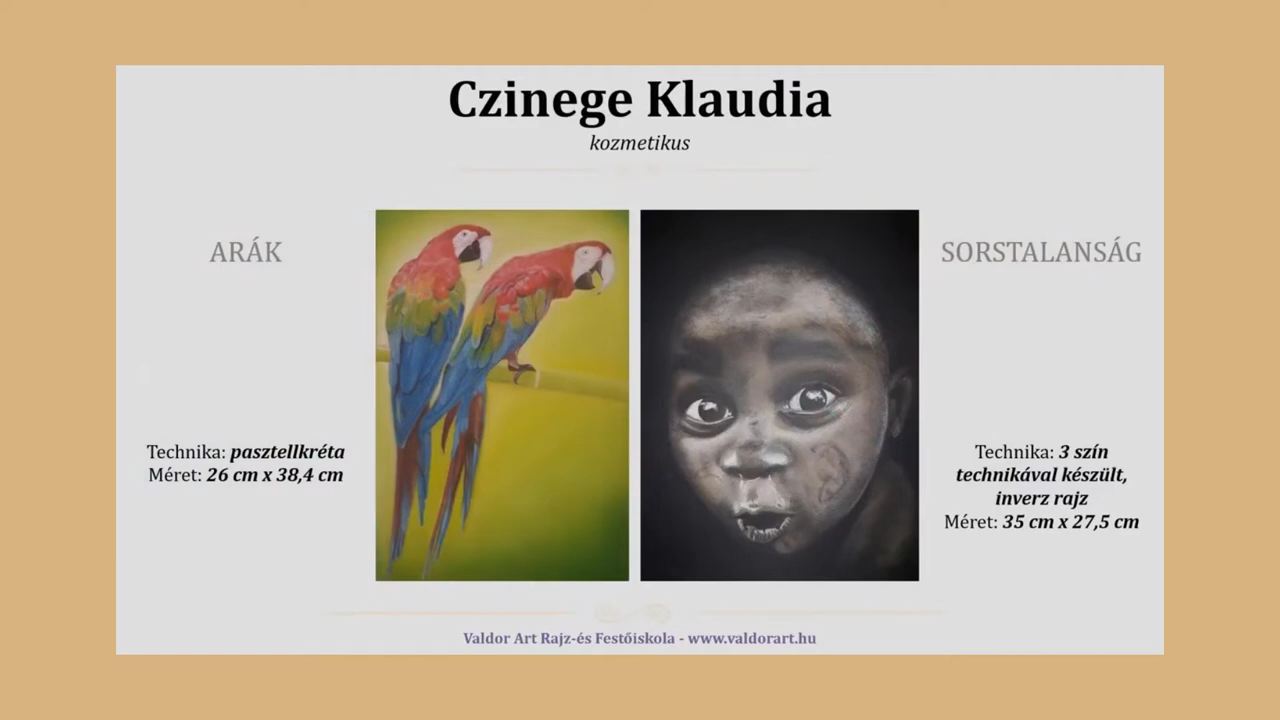 Czinege Klaudia
kozmetikus
ARÁK
Technika: pasztellkréta
Méret: 26 cm x 38,4 cm
SORSTALANSÁG
Technika: 3 szín
technikával készült,
inverz rajz
Méret: 35 cm x 27,5 cm
Valdor Art Rajz-és Festőiskola - www.valdorart.hu